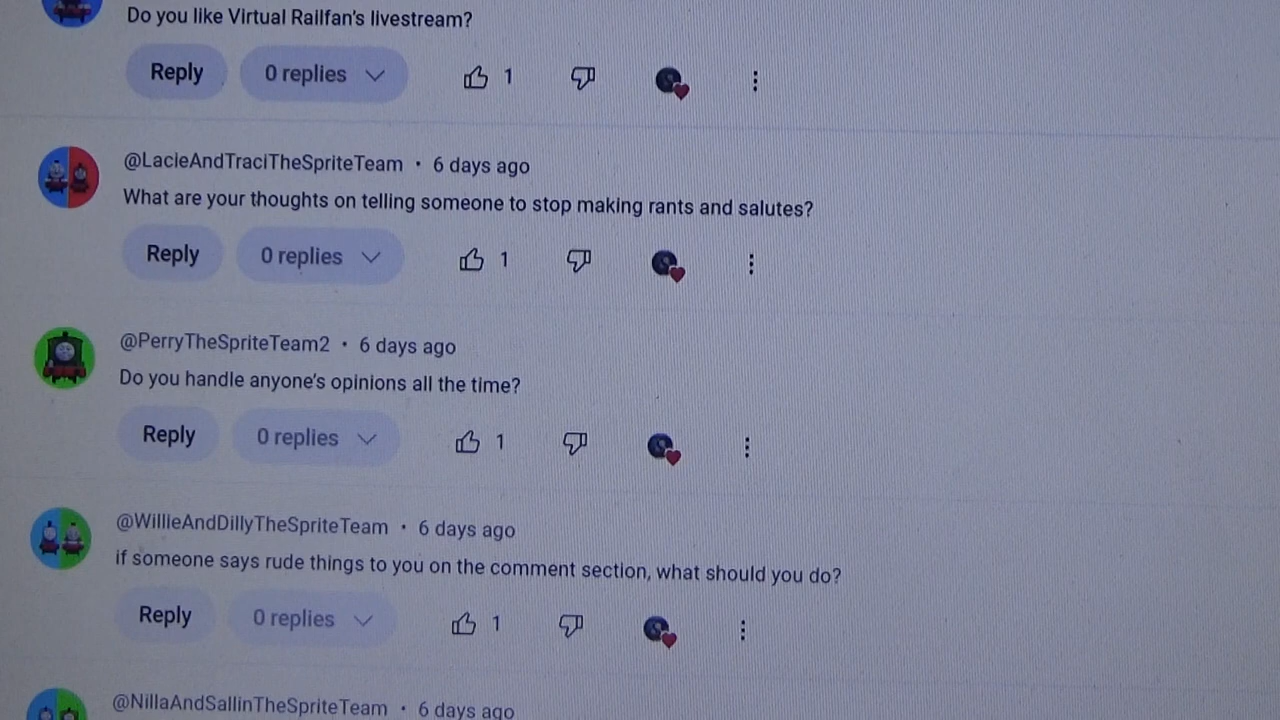 Do you like Virtual Railfan's livestream?
Reply 0 replies 1
@LacieAndTraciTheSpriteTeam · 6 days ago
What are your thoughts on telling someone to stop making rants and salutes?
Reply 0 replies 1
@PerryTheSpriteTeam2 · 6 days ago
Do you handle anyone's opinions all the time?
Reply 0 replies 1
@WillieAndDillyTheSpriteTeam · 6 days ago
if someone says rude things to you on the comment section, what should you do?
Reply 0 replies 1
@NillaAndSallinTheSpriteTeam · 6 days ago